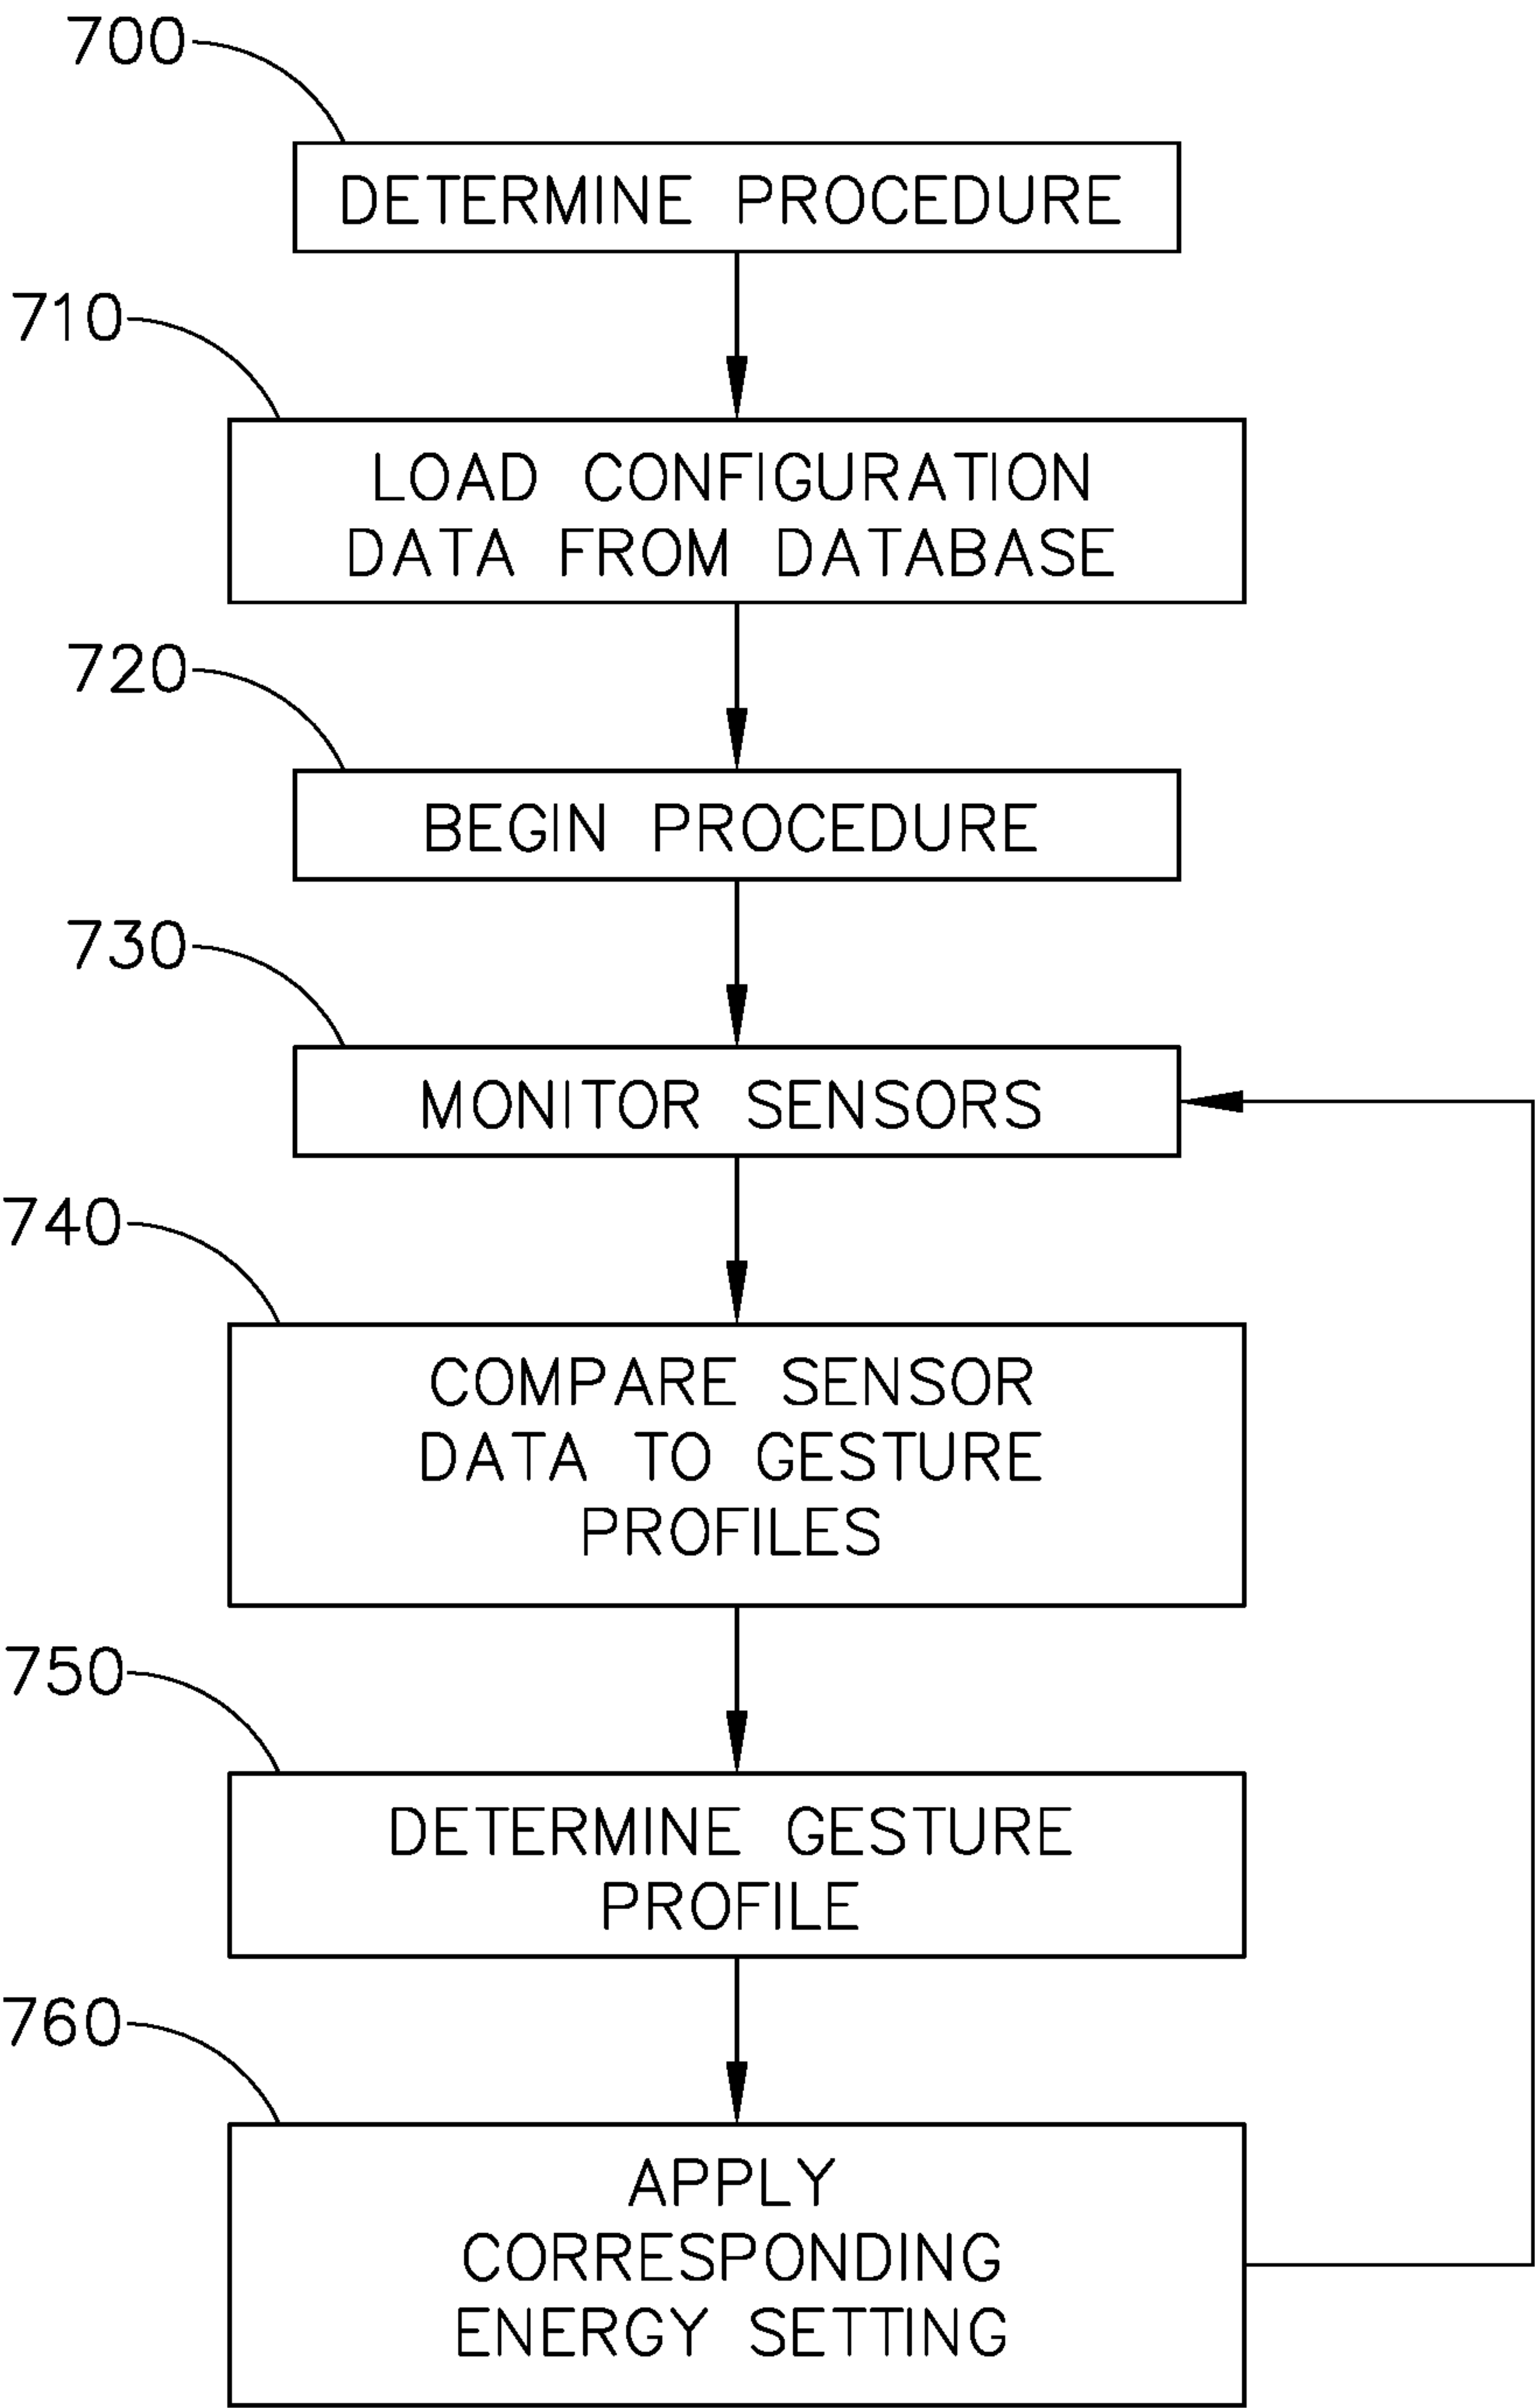 700
DETERMINE PROCEDURE
710
LOAD CONFIGURATION
DATA FROM DATABASE
720
BEGIN PROCEDURE
730
MONITOR SENSORS
740
COMPARE SENSOR
DATA TO GESTURE
PROFILES
750
DETERMINE GESTURE
PROFILE
760
APPLY
CORRESPONDING
ENERGY SETTING